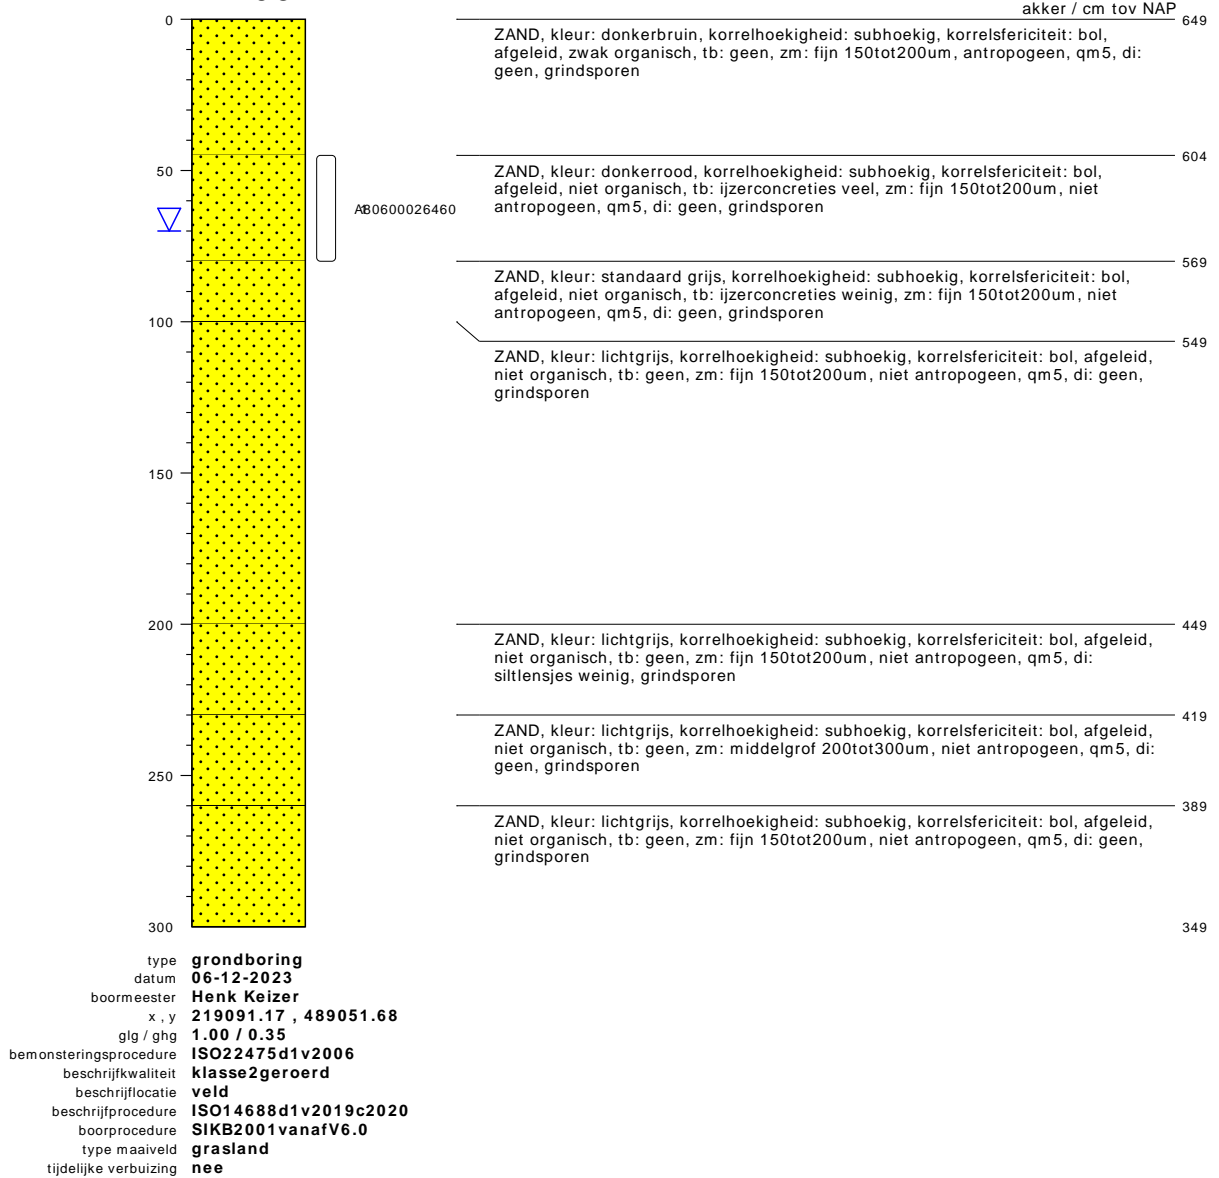 akker / cm tov NAP
0
649
ZAND, kleur: donkerbruin, korrelhoekigheid: subhoekig, korrelsfericiteit: bol,
afgeleid, zwak organisch, tb: geen, zm: fijn 150tot200um, antropogeen, qm5, di:
geen, grindsporen
604
50
ZAND, kleur: donkerrood, korrelhoekigheid: subhoekig, korrelsfericiteit: bol,
afgeleid, niet organisch, tb: ijzerconcreties veel, zm: fijn 150tot200um, niet
antropogeen, qm5, di: geen, grindsporen
569
ZAND, kleur: standaard grijs, korrelhoekigheid: subhoekig, korrelsfericiteit: bol,
afgeleid, niet organisch, tb: ijzerconcreties weinig, zm: fijn 150tot200um, niet
antropogeen, qm5, di: geen, grindsporen
100
549
ZAND, kleur: lichtgrijs, korrelhoekigheid: subhoekig, korrelsfericiteit: bol, afgeleid,
niet organisch, tb: geen, zm: fijn 150tot200um, niet antropogeen, qm5, di: geen,
grindsporen
150
200
449
ZAND, kleur: lichtgrijs, korrelhoekigheid: subhoekig, korrelsfericiteit: bol, afgeleid,
niet organisch, tb: geen, zm: fijn 150tot200um, niet antropogeen, qm5, di:
siltlensjes weinig, grindsporen
419
ZAND, kleur: lichtgrijs, korrelhoekigheid: subhoekig, korrelsfericiteit: bol, afgeleid,
niet organisch, tb: geen, zm: middelgrof 200tot300um, niet antropogeen, qm5, di:
geen, grindsporen
250
389
ZAND, kleur: lichtgrijs, korrelhoekigheid: subhoekig, korrelsfericiteit: bol, afgeleid,
niet organisch, tb: geen, zm: fijn 150tot200um, niet antropogeen, qm5, di: geen,
grindsporen
300
349
type grondboring
datum 06-12-2023
boormeester Henk Keizer
x , y 219091.17 , 489051.68
glg / ghg 1.00 / 0.35
bemonsteringsprocedure ISO22475d1v2006
beschrijfkwaliteit klasse2geroerd
beschrijflocatie veld
beschrijfprocedure ISO14688d1v2019c2020
boorprocedure SIKB2001vanafV6.0
type maaiveld grasland
tijdelijke verbuizing nee